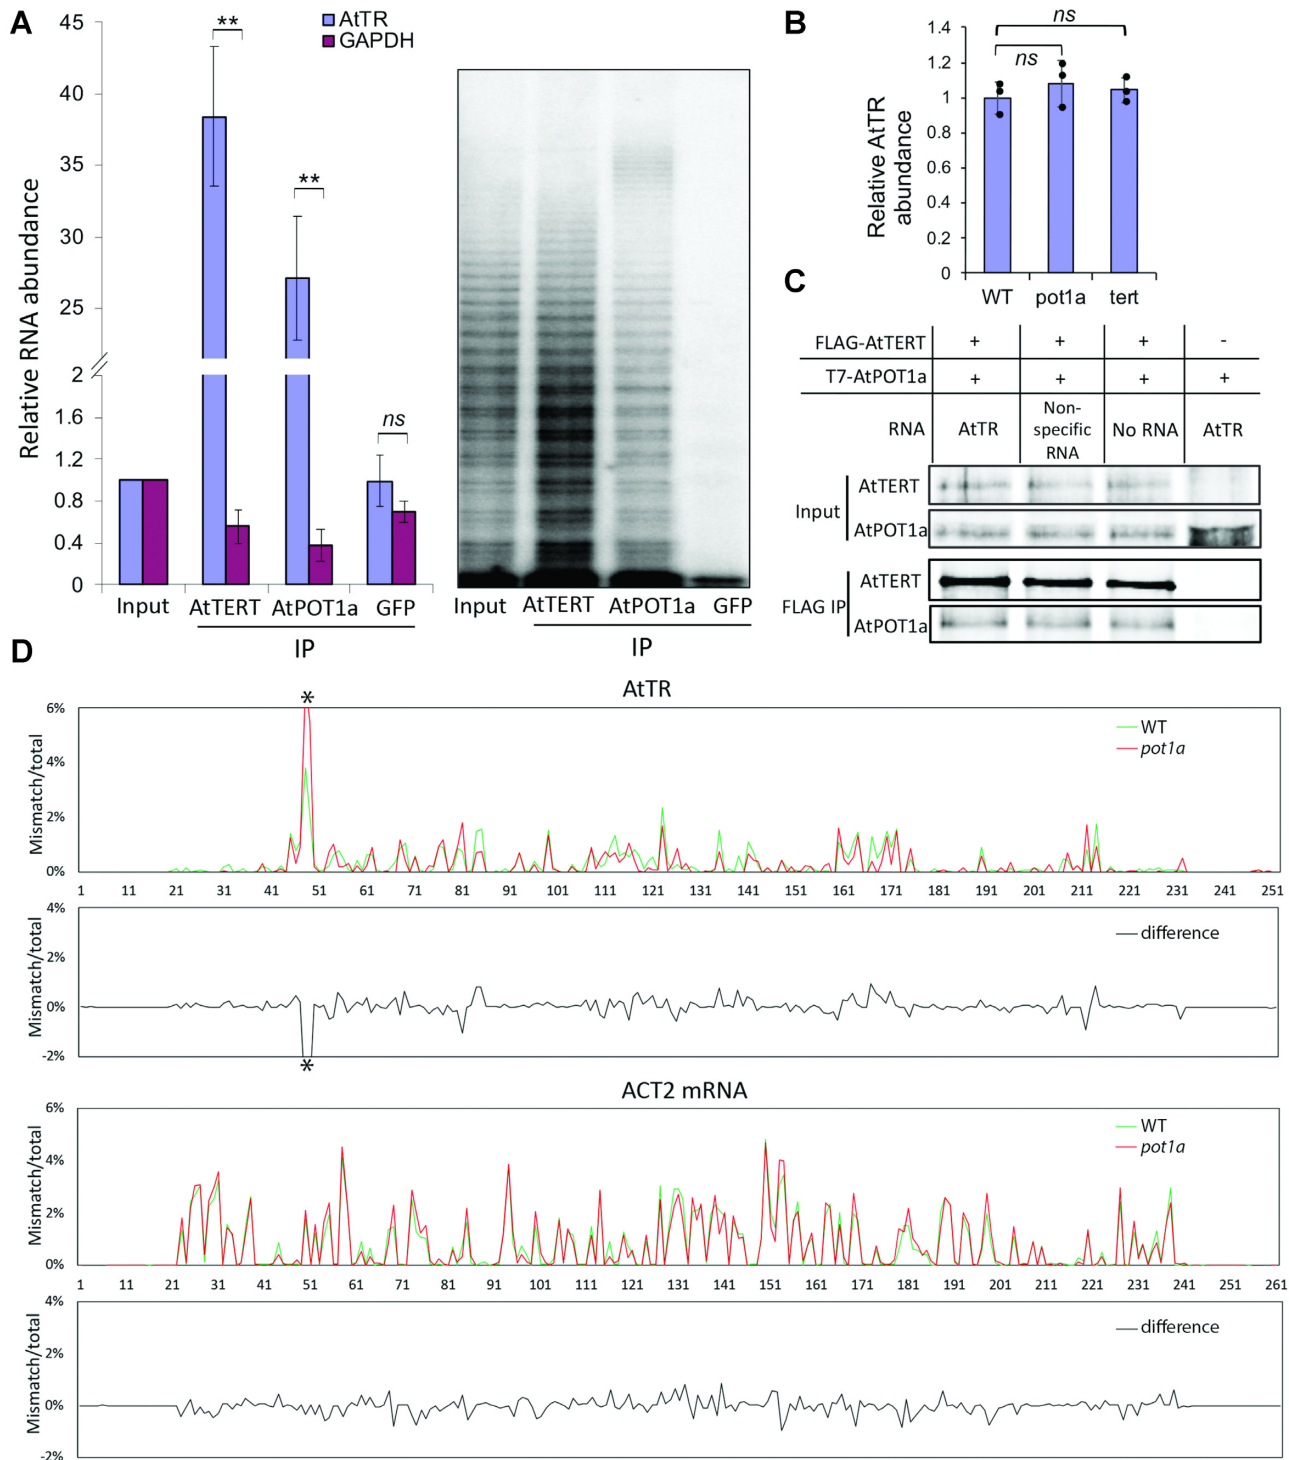 A
45
40
35
30
25
2
1.6
1.2
0.8
0.4
0
Relative RNA abundance
AtTR
GAPDH
**
**
ns
Input
AtTERT
AtPOT1a
GFP
IP
Input
AtTERT
AtPOT1a
GFP
IP
B
1.4
1.2
1
0.8
0.6
0.4
0.2
0
Relative AtTR
abundance
ns
ns
WT
pot1a
tert
C
FLAG-AtTERT + + + -
T7-AtPOT1a + + + +
RNA AtTR Non-specific RNA No RNA AtTR
Input
AtTERT
AtPOT1a
FLAG IP
AtTERT
AtPOT1a
D
AtTR
*
6%
4%
2%
0%
Mismatch/total
WT
pot1a
1 11 21 31 41 51 61 71 81 91 101 111 121 131 141 151 161 171 181 191 201 211 221 231 241 251
4%
2%
0%
-2%
Mismatch/total
difference
*
ACT2 mRNA
6%
4%
2%
0%
Mismatch/total
WT
pot1a
1 11 21 31 41 51 61 71 81 91 101 111 121 131 141 151 161 171 181 191 201 211 221 231 241 251 261
4%
2%
0%
-2%
Mismatch/total
difference